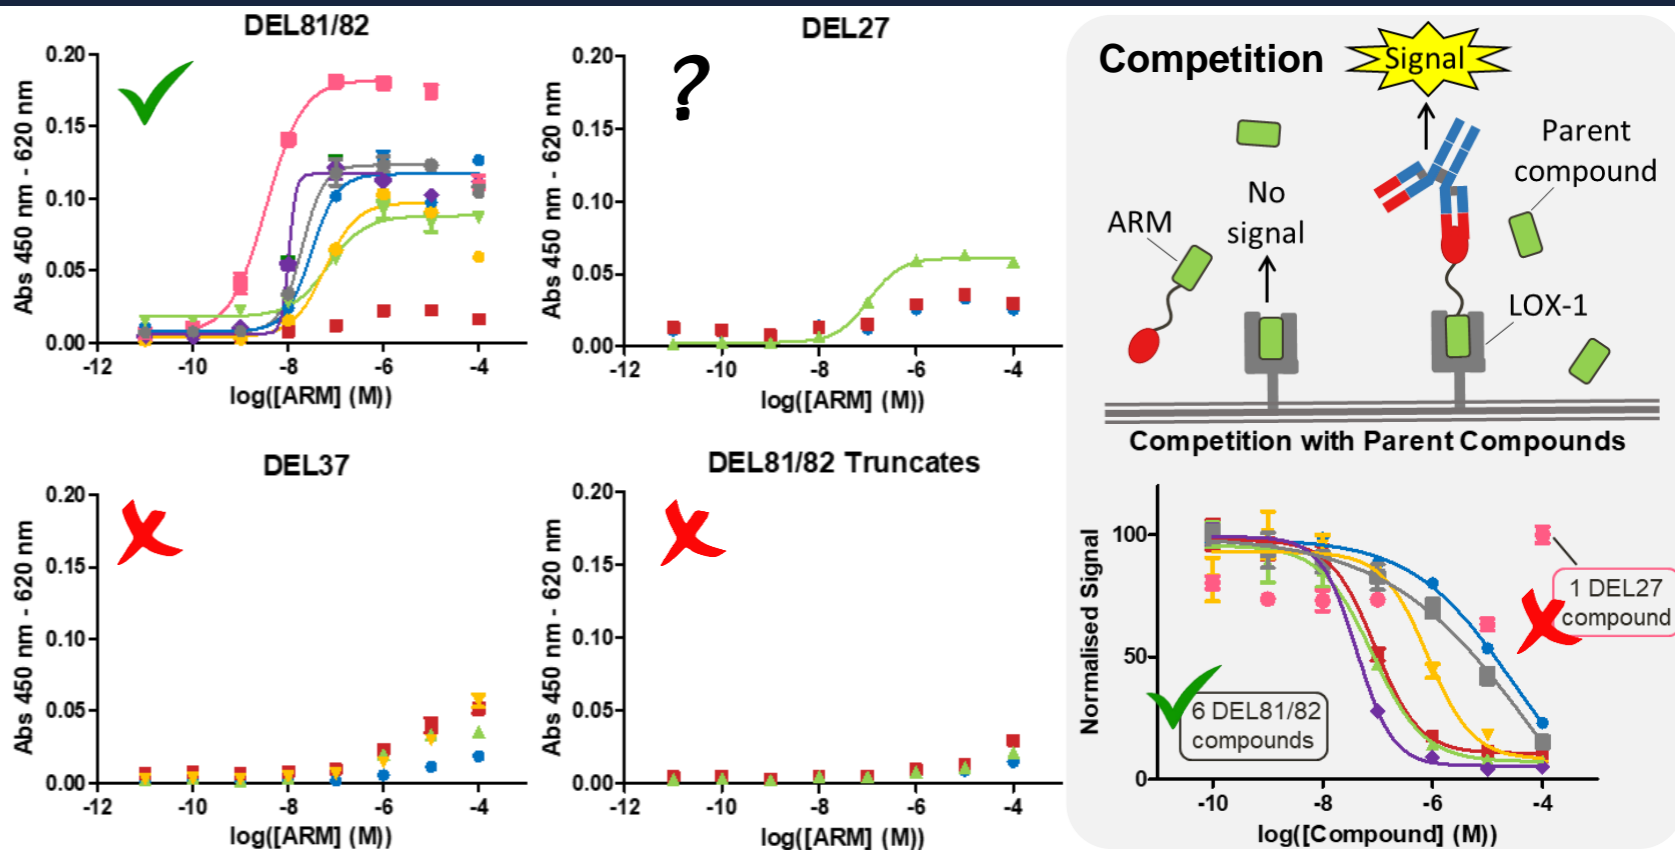 DEL81/82
0.20
0.15
0.10
0.05
0.00
Abs 450 nm - 620 nm
-12
-10
-8
-6
-4
log([ARM] (M))
DEL27
?
0.20
0.15
0.10
0.05
0.00
Abs 450 nm - 620 nm
-12
-10
-8
-6
-4
log([ARM] (M))
DEL37
0.20
0.15
0.10
0.05
0.00
Abs 450 nm - 620 nm
-12
-10
-8
-6
-4
log([ARM] (M))
DEL81/82 Truncates
0.20
0.15
0.10
0.05
0.00
Abs 450 nm - 620 nm
-12
-10
-8
-6
-4
log([ARM] (M))
Competition
Signal
Parent
compound
No
signal
ARM
LOX-1
Competition with Parent Compounds
100
50
0
Normalised Signal
1 DEL27
compound
6 DEL81/82
compounds
-10
-8
-6
-4
log([Compound] (M))